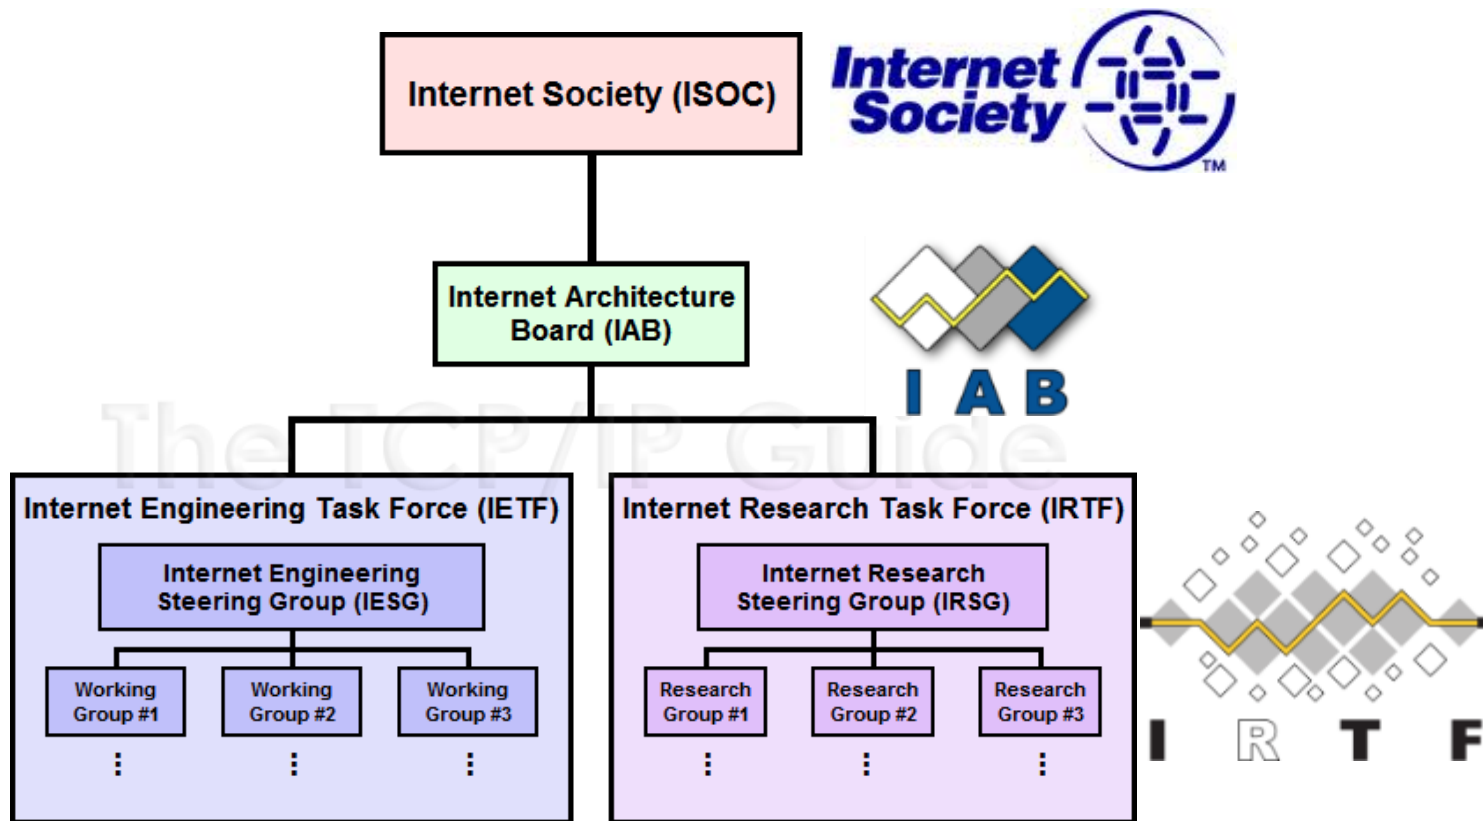 Internet Society (ISOC)
Internet
Society
TM
Internet Architecture
Board (IAB)
I A B
The TCP/IP Guide
Internet Engineering Task Force (IETF)
Internet Engineering
Steering Group (IESG)
Working
Group #1
Working
Group #2
Working
Group #3
Internet Research Task Force (IRTF)
Internet Research
Steering Group (IRSG)
Research
Group #1
Research
Group #2
Research
Group #3
I R T F